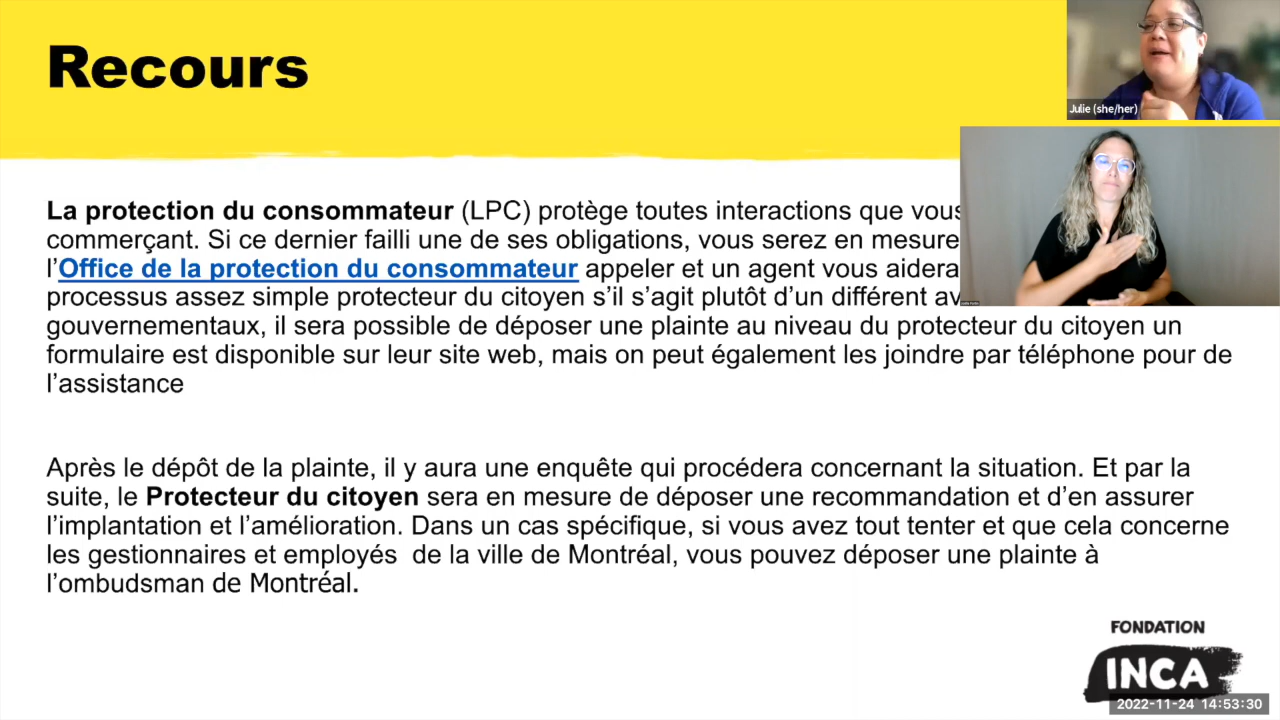 Recours
Julie (she/her)
La protection du consommateur (LPC) protège toutes interactions que vous
commerçant. Si ce dernier failli une de ses obligations, vous serez en mesure
l’Office de la protection du consommateur appeler et un agent vous aidera
processus assez simple protecteur du citoyen s’il s’agit plutôt d’un différent
gouvernementaux, il sera possible de déposer une plainte au niveau du protecteur du citoyen un
formulaire est disponible sur leur site web, mais on peut également les joindre par téléphone pour de
l’assistance
Après le dépôt de la plainte, il y aura une enquête qui procédera concernant la situation. Et par la
suite, le Protecteur du citoyen sera en mesure de déposer une recommandation et d’en assurer
l’implantation et l’amélioration. Dans un cas spécifique, si vous avez tout tenter et que cela concerne
les gestionnaires et employés  de la ville de Montréal, vous pouvez déposer une plainte à
l’ombudsman de Montréal.
FONDATION
INCA
2022-11-24 14:53:30